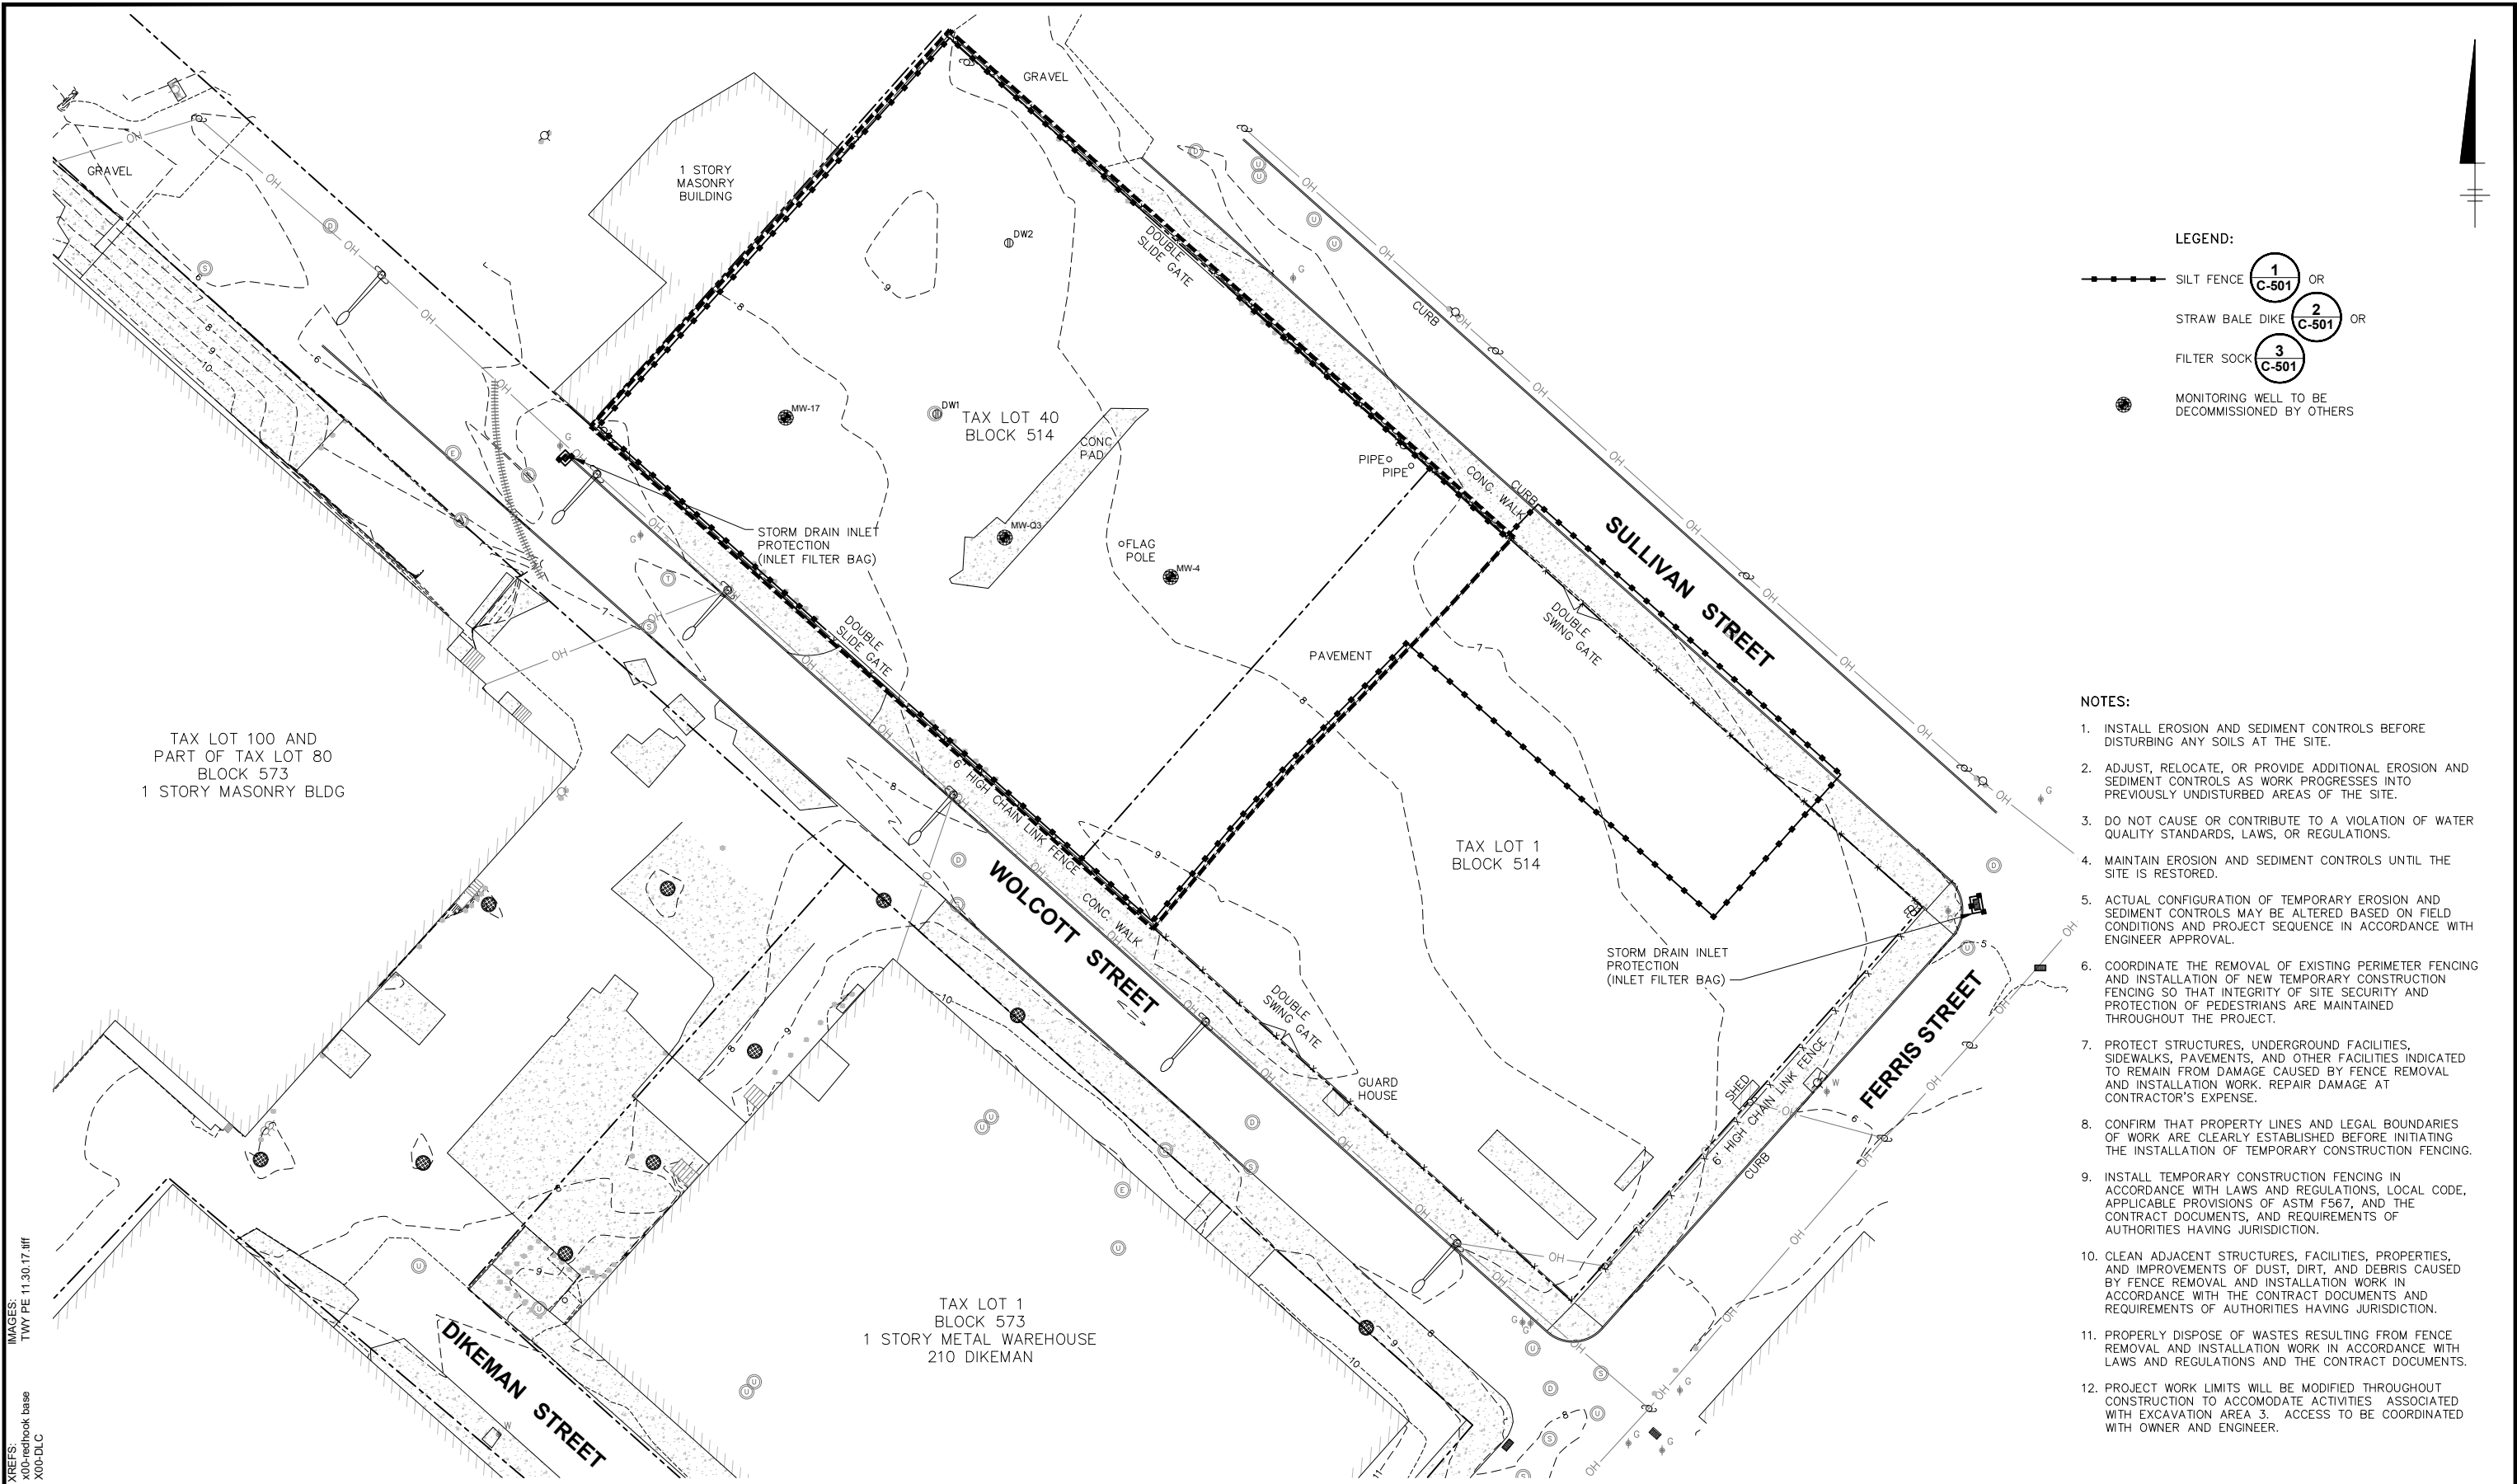 GRAVEL
GRAVEL
1 STORY
MASONRY
BUILDING
DW2
DOUBLE
SLIDE GATE
CURB
MW-17
DW1
TAX LOT 40
BLOCK 514
CONC
PAD
PIPE
PIPE
CONC. WALK
CURB
MW-Q3
FLAG
POLE
MW-4
STORM DRAIN INLET
PROTECTION
(INLET FILTER BAG)
SULLIVAN STREET
DOUBLE
SLIDE GATE
DOUBLE
SWING GATE
PAVEMENT
TAX LOT 100 AND
PART OF TAX LOT 80
BLOCK 573
1 STORY MASONRY BLDG
6' HIGH CHAIN LINK FENCE
TAX LOT 1
BLOCK 514
WOLCOTT STREET
CONC. WALK
STORM DRAIN INLET
PROTECTION
(INLET FILTER BAG)
DOUBLE
SWING GATE
GUARD
HOUSE
SHED
6' HIGH CHAIN LINK FENCE
CURB
FERRIS STREET
TAX LOT 1
BLOCK 573
1 STORY METAL WAREHOUSE
210 DIKEMAN
DIKEMAN STREET
LEGEND:
SILT FENCE 1 C-501 OR
STRAW BALE DIKE 2 C-501 OR
FILTER SOCK 3 C-501
MONITORING WELL TO BE
DECOMMISSIONED BY OTHERS
NOTES:
1. INSTALL EROSION AND SEDIMENT CONTROLS BEFORE
DISTURBING ANY SOILS AT THE SITE.
2. ADJUST, RELOCATE, OR PROVIDE ADDITIONAL EROSION AND
SEDIMENT CONTROLS AS WORK PROGRESSES INTO
PREVIOUSLY UNDISTURBED AREAS OF THE SITE.
3. DO NOT CAUSE OR CONTRIBUTE TO A VIOLATION OF WATER
QUALITY STANDARDS, LAWS, OR REGULATIONS.
4. MAINTAIN EROSION AND SEDIMENT CONTROLS UNTIL THE
SITE IS RESTORED.
5. ACTUAL CONFIGURATION OF TEMPORARY EROSION AND
SEDIMENT CONTROLS MAY BE ALTERED BASED ON FIELD
CONDITIONS AND PROJECT SEQUENCE IN ACCORDANCE WITH
ENGINEER APPROVAL.
6. COORDINATE THE REMOVAL OF EXISTING PERIMETER FENCING
AND INSTALLATION OF NEW TEMPORARY CONSTRUCTION
FENCING SO THAT INTEGRITY OF SITE SECURITY AND
PROTECTION OF PEDESTRIANS ARE MAINTAINED
THROUGHOUT THE PROJECT.
7. PROTECT STRUCTURES, UNDERGROUND FACILITIES,
SIDEWALKS, PAVEMENTS, AND OTHER FACILITIES INDICATED
TO REMAIN FROM DAMAGE CAUSED BY FENCE REMOVAL
AND INSTALLATION WORK. REPAIR DAMAGE AT
CONTRACTOR'S EXPENSE.
8. CONFIRM THAT PROPERTY LINES AND LEGAL BOUNDARIES
OF WORK ARE CLEARLY ESTABLISHED BEFORE INITIATING
THE INSTALLATION OF TEMPORARY CONSTRUCTION FENCING.
9. INSTALL TEMPORARY CONSTRUCTION FENCING IN
ACCORDANCE WITH LAWS AND REGULATIONS, LOCAL CODE,
APPLICABLE PROVISIONS OF ASTM F567, AND THE
CONTRACT DOCUMENTS, AND REQUIREMENTS OF
AUTHORITIES HAVING JURISDICTION.
10. CLEAN ADJACENT STRUCTURES, FACILITIES, PROPERTIES,
AND IMPROVEMENTS OF DUST, DIRT, AND DEBRIS CAUSED
BY FENCE REMOVAL AND INSTALLATION WORK IN
ACCORDANCE WITH THE CONTRACT DOCUMENTS AND
REQUIREMENTS OF AUTHORITIES HAVING JURISDICTION.
11. PROPERLY DISPOSE OF WASTES RESULTING FROM FENCE
REMOVAL AND INSTALLATION WORK IN ACCORDANCE WITH
LAWS AND REGULATIONS AND THE CONTRACT DOCUMENTS.
12. PROJECT WORK LIMITS WILL BE MODIFIED THROUGHOUT
CONSTRUCTION TO ACCOMODATE ACTIVITIES ASSOCIATED
WITH EXCAVATION AREA 3. ACCESS TO BE COORDINATED
WITH OWNER AND ENGINEER.
XREFS:
x00-redhook base
X00-DLC
IMAGES:
TWY PE 11.30.17.tiff